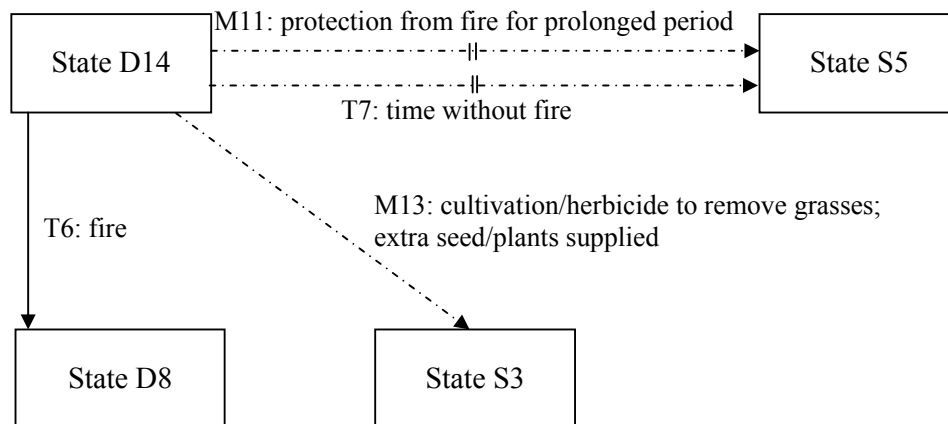 M11: protection from fire for prolonged period
State D14
State S5
T7: time without fire
M13: cultivation/herbicide to remove grasses;
extra seed/plants supplied
T6: fire
State D8
State S3